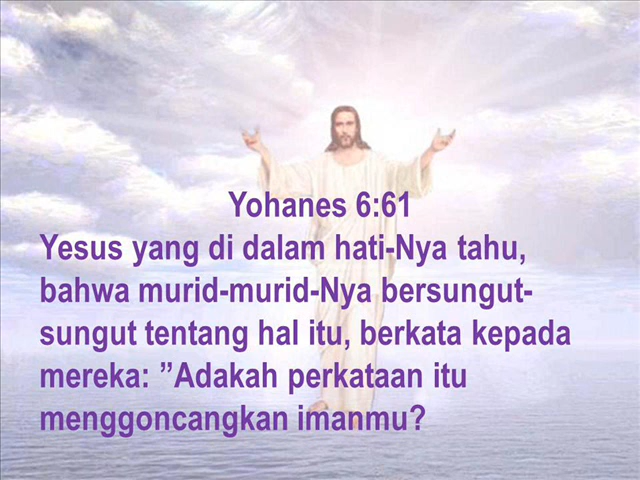 Yohanes 6:61
Yesus yang di dalam hati-Nya tahu,
bahwa murid-murid-Nya bersungut-
sungut tentang hal itu, berkata kepada
mereka: ”Adakah perkataan itu
menggoncangkan imanmu?